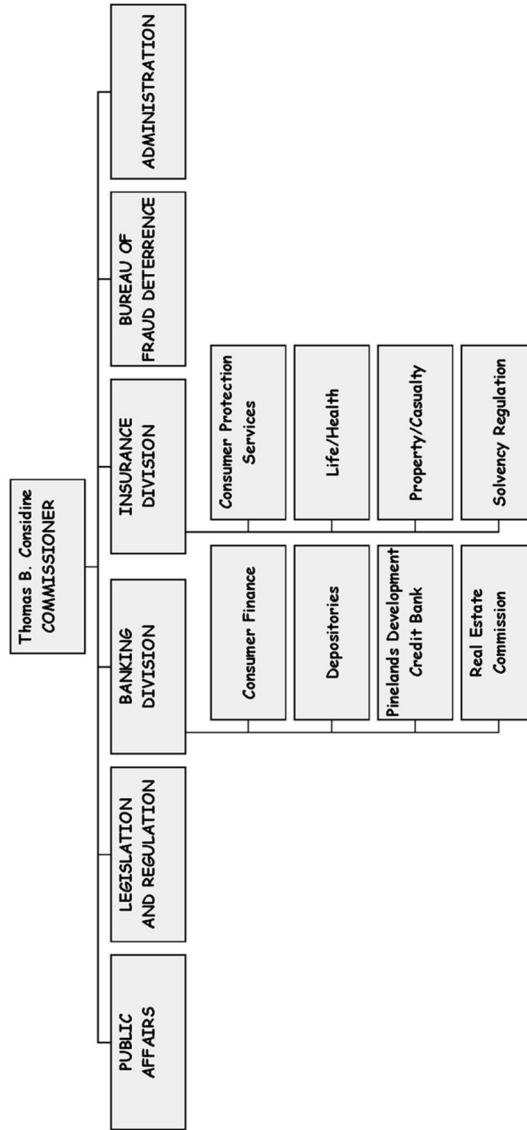 Thomas B. Considine
COMMISSIONER
PUBLIC
AFFAIRS
LEGISLATION
AND REGULATION
BANKING
DIVISION
INSURANCE
DIVISION
BUREAU OF
FRAUD DETERRENCE
ADMINISTRATION
Consumer Finance
Depositories
Pinelands Development
Credit Bank
Real Estate
Commission
Consumer Protection
Services
Life/Health
Property/Casualty
Solvency Regulation